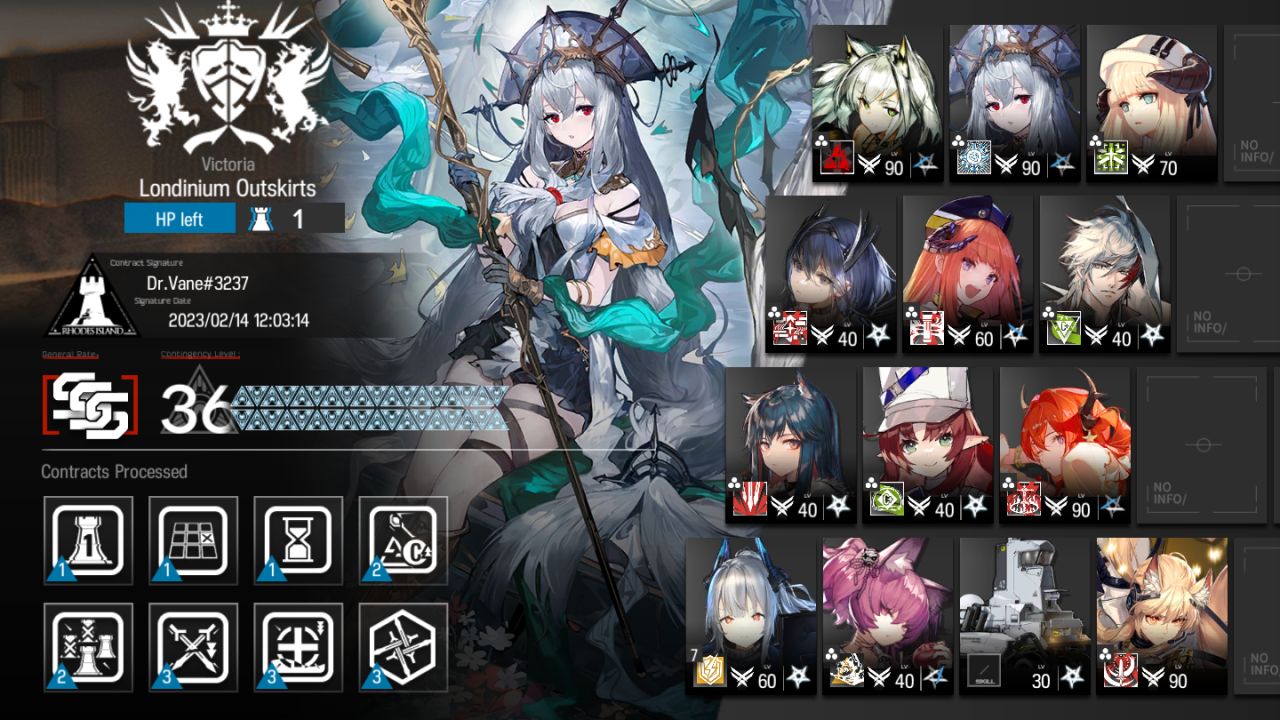 Victoria
Londinium Outskirts
HP left 1
Contract Signature
Dr.Vane#3237
Signature Date
2023/02/14 12:03:14
RHODES ISLAND
General Rate:
Contingency Level:
36
Contracts Processed
1
1
1
1
2
C
2
3
3
3
LV
90
LV
90
LV
70
NO
INFO/
LV
40
LV
60
LV
40
NO
INFO/
LV
40
LV
40
LV
90
NO
INFO/
7
LV
60
LV
40
SKILL
LV
30
LV
90
NO
INFO